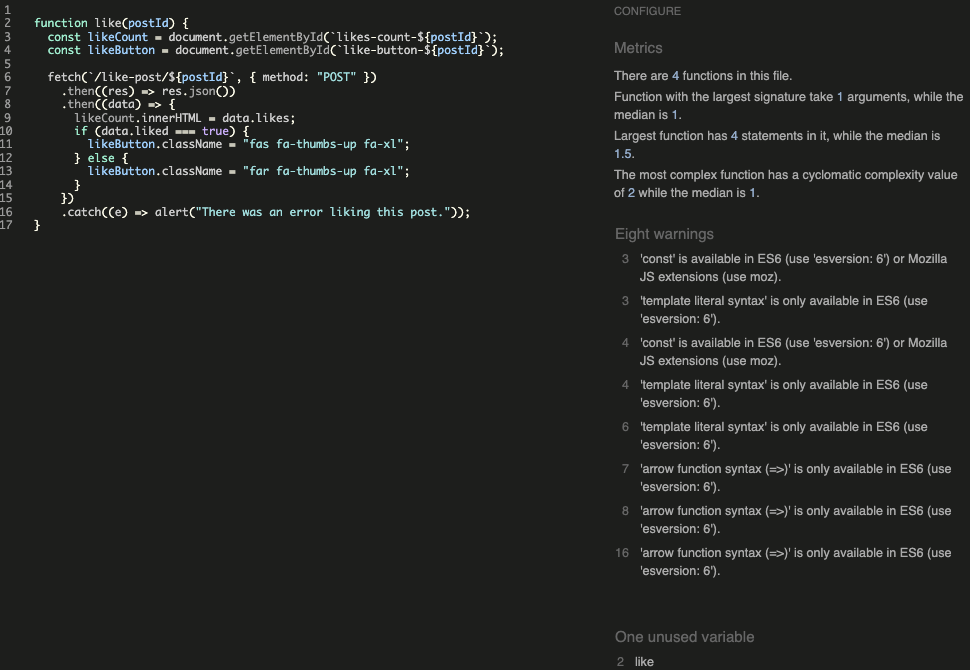 1
2 function like(postId) {
3 const likeCount = document.getElementById(`likes-count-${postId}`);
4 const likeButton = document.getElementById(`like-button-${postId}`);
5
6 fetch(`/like-post/${postId}`, { method: "POST" })
7 .then((res) => res.json())
8 .then((data) => {
9 likeCount.innerHTML = data.likes;
10 if (data.liked === true) {
11 likeButton.className = "fas fa-thumbs-up fa-xl";
12 } else {
13 likeButton.className = "far fa-thumbs-up fa-xl";
14 }
15 })
16 .catch((e) => alert("There was an error liking this post."));
17 }
CONFIGURE
Metrics
There are 4 functions in this file.
Function with the largest signature take 1 arguments, while the
median is 1.
Largest function has 4 statements in it, while the median is
1.5.
The most complex function has a cyclomatic complexity value
of 2 while the median is 1.
Eight warnings
3 'const' is available in ES6 (use 'esversion: 6') or Mozilla
JS extensions (use moz).
3 'template literal syntax' is only available in ES6 (use
'esversion: 6').
4 'const' is available in ES6 (use 'esversion: 6') or Mozilla
JS extensions (use moz).
4 'template literal syntax' is only available in ES6 (use
'esversion: 6').
6 'template literal syntax' is only available in ES6 (use
'esversion: 6').
7 'arrow function syntax (=>)' is only available in ES6 (use
'esversion: 6').
8 'arrow function syntax (=>)' is only available in ES6 (use
'esversion: 6').
16 'arrow function syntax (=>)' is only available in ES6 (use
'esversion: 6').
One unused variable
2 like